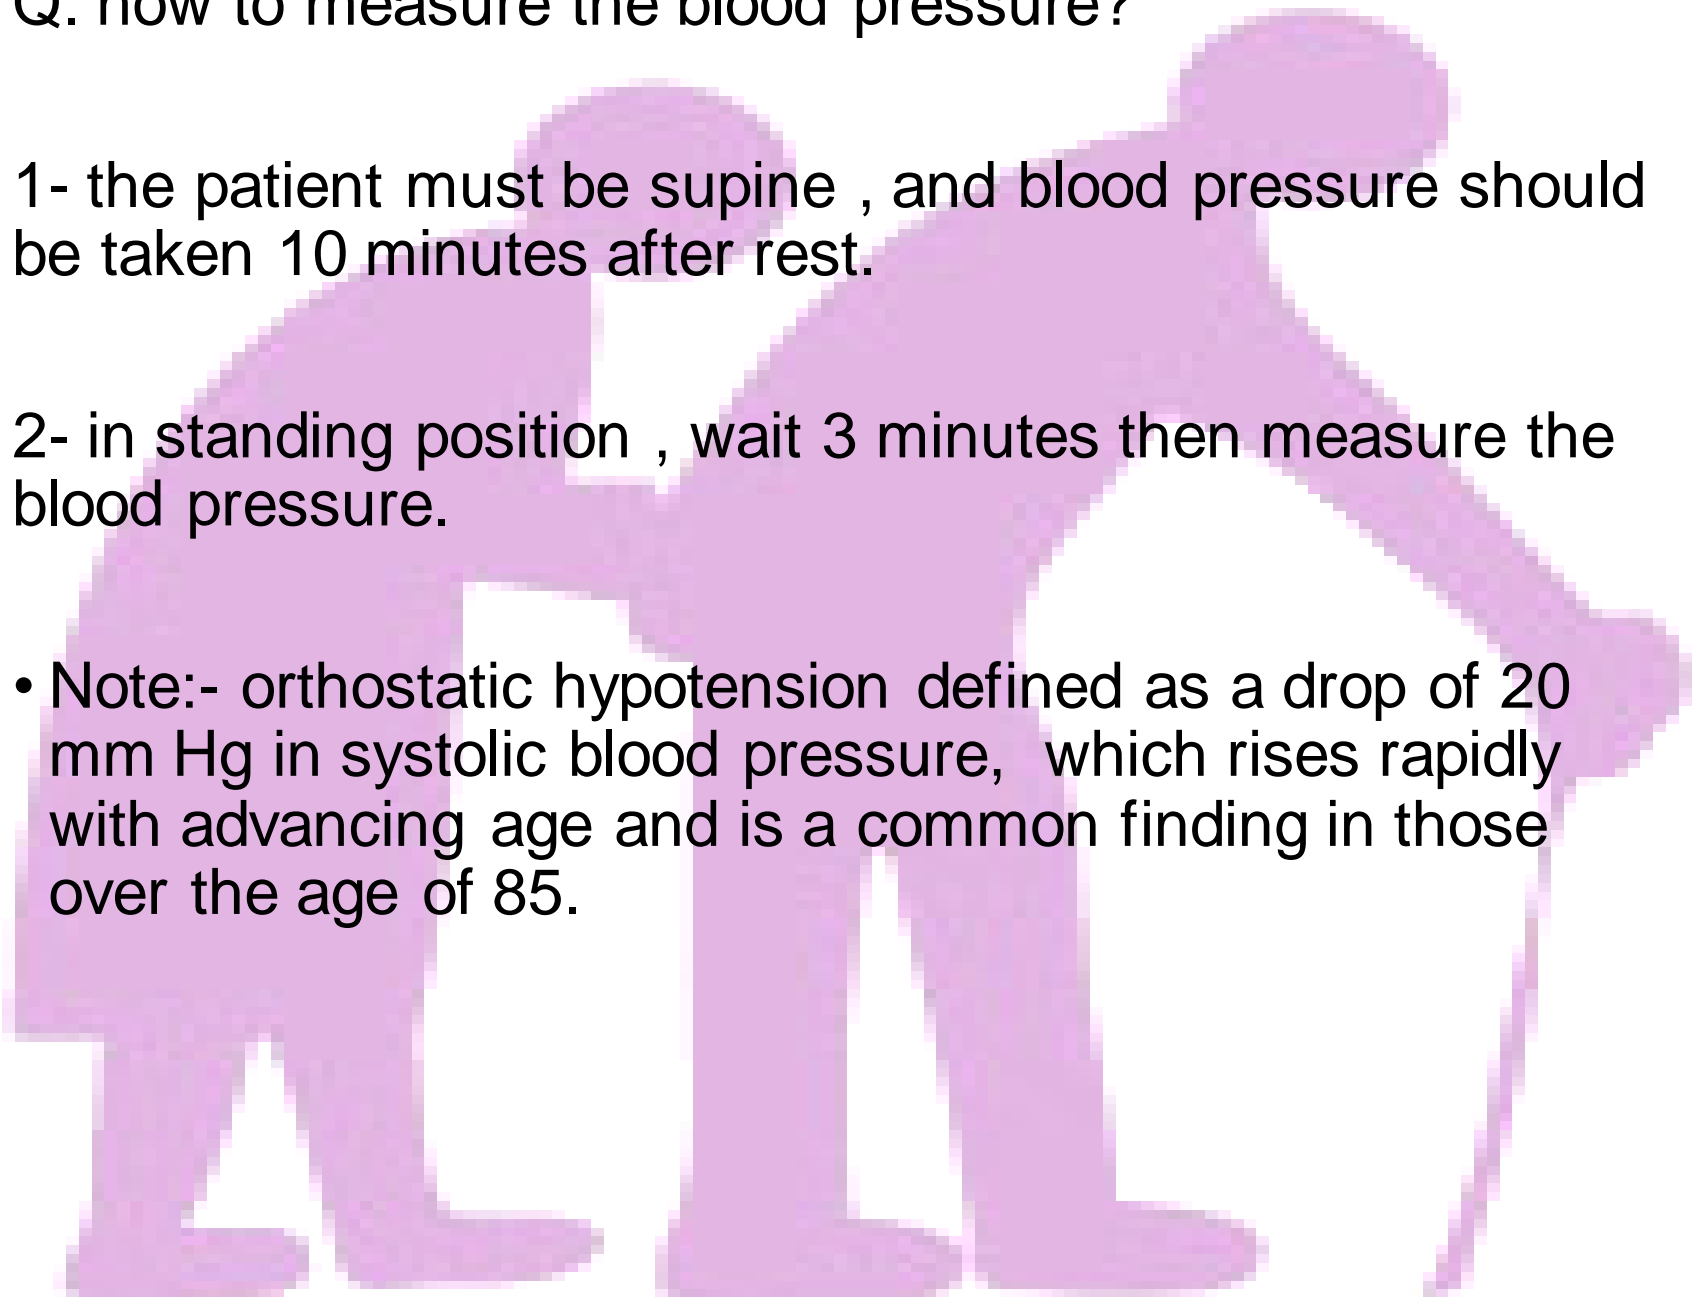 Q. how to measure the blood pressure?
1- the patient must be supine , and blood pressure should
be taken 10 minutes after rest.
2- in standing position , wait 3 minutes then measure the
blood pressure.
• Note:- orthostatic hypotension defined as a drop of 20
mm Hg in systolic blood pressure, which rises rapidly
with advancing age and is a common finding in those
over the age of 85.